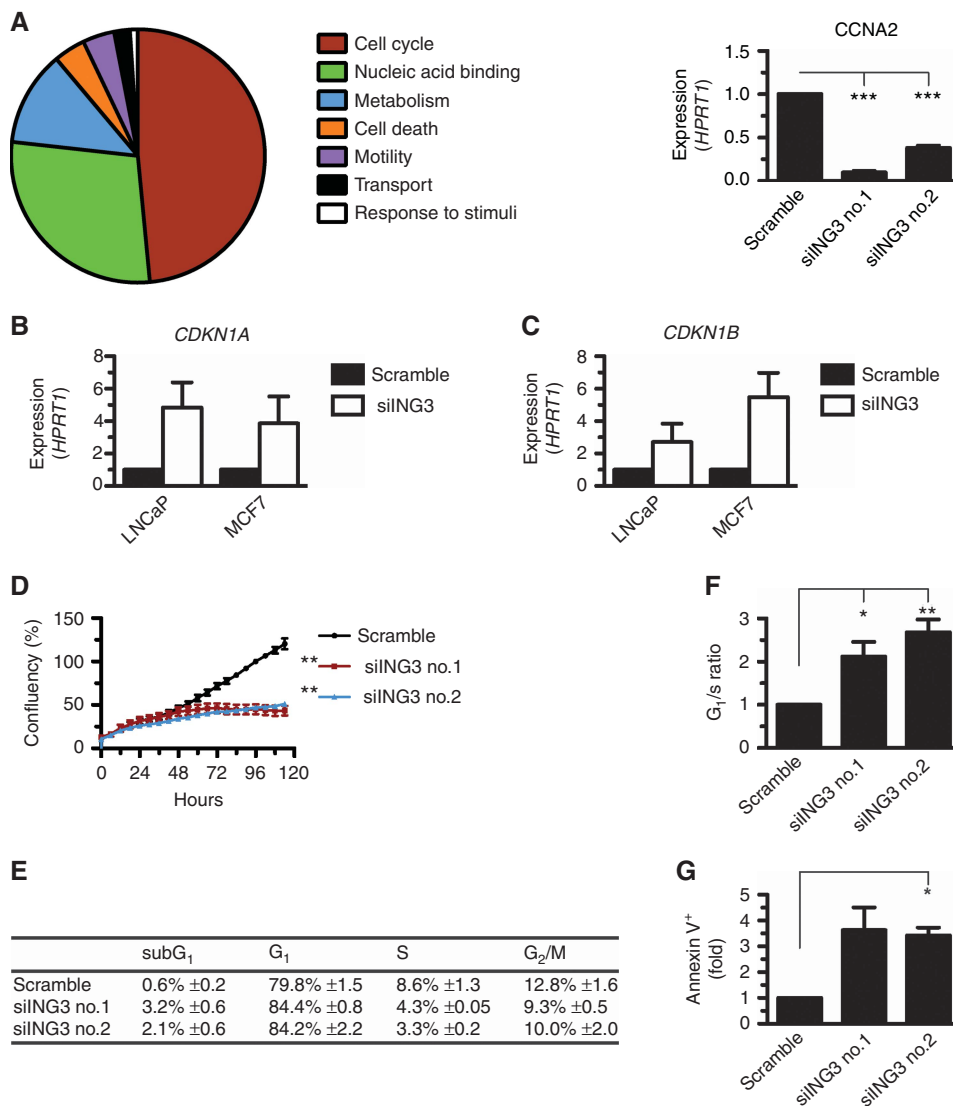 A
Cell cycle
Nucleic acid binding
Metabolism
Cell death
Motility
Transport
Response to stimuli
CCNA2
Expression
(HPRT1)
1.5
1.0
0.5
0.0
***
***
Scramble
siING3 no.1
siING3 no.2
B
CDKN1A
Expression
(HPRT1)
8
6
4
2
0
LNCaP
MCF7
Scramble
siING3
C
CDKN1B
Expression
(HPRT1)
8
6
4
2
0
LNCaP
MCF7
Scramble
siING3
D
Confluency (%)
150
100
50
0
0 24 48 72 96 120
Hours
Scramble
** siING3 no.1
** siING3 no.2
F
G1/s ratio
3
2
1
0
*
**
Scramble
siING3 no.1
siING3 no.2
E
subG1 G1 S G2/M
Scramble 0.6% ±0.2 79.8% ±1.5 8.6% ±1.3 12.8% ±1.6
siING3 no.1 3.2% ±0.6 84.4% ±0.8 4.3% ±0.05 9.3% ±0.5
siING3 no.2 2.1% ±0.6 84.2% ±2.2 3.3% ±0.2 10.0% ±2.0
G
Annexin V+
(fold)
5
4
3
2
1
0
*
Scramble
siING3 no.1
siING3 no.2